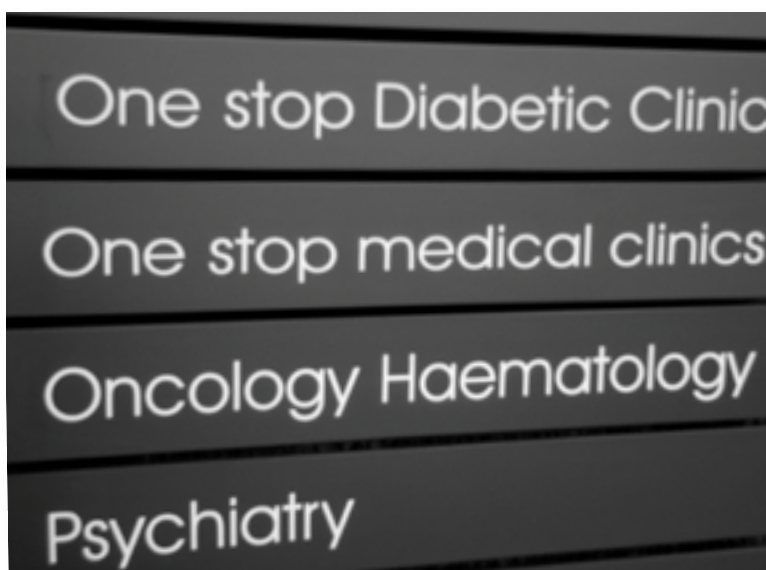 One stop Diabetic Clinic
One stop medical clinics
Oncology Haematology
Psychiatry